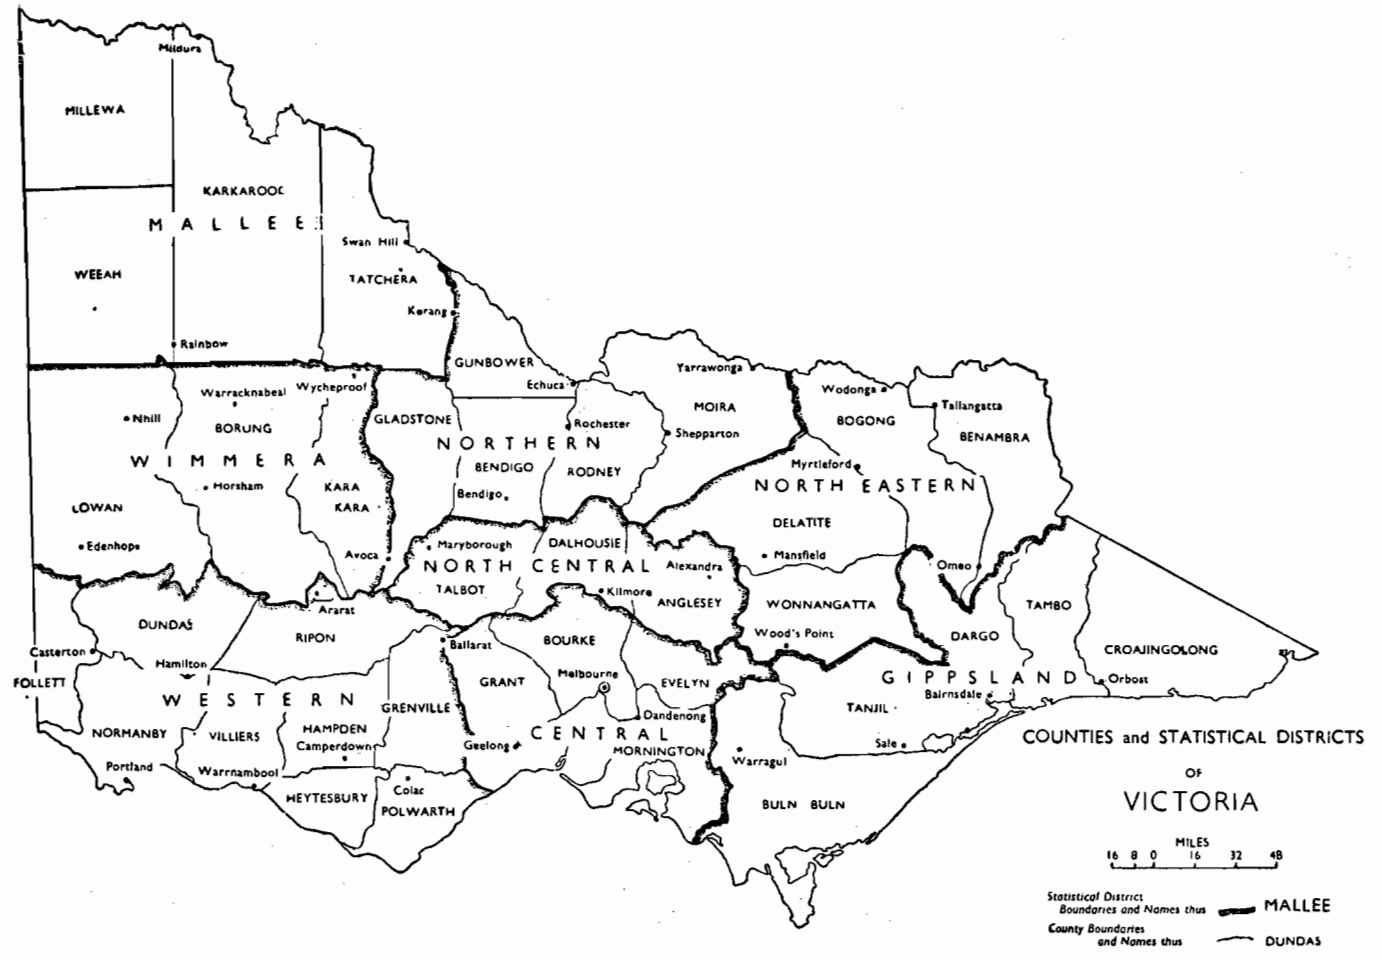 Mildura
MILLEWA
KARKAROOC
MALLEE
Swan Hill
WEEAH
TATCHERA
Kerang
Rainbow
GUNBOWER
Yarrawonga
Echuca
Wycheproof
Warracknabeal
Wodonga
Tallangatta
MOIRA
Nhill
GLADSTONE
BOGONG
BORUNG
Rochester
Shepparton
BENAMBRA
NORTHERN
WIMMERA
BENDIGO
RODNEY
Myrtleford
Horsham
KARA
KARA
NORTH EASTERN
Bendigo
LOWAN
DELATITE
Edenhope
Avoca
Maryborough
DALHOUSIE
Mansfield
NORTH CENTRAL
Alexandra
Omeo
TALBOT
Kilmore
ANGLESEY
WONNANGATTA
TAMBO
Ararat
DUNDAS
RIPON
Wood's Point
DARGO
Ballarat
BOURKE
Casterton
CROAJINGOLONG
Hamilton
Melbourne
FOLLETT
GRANT
EVELYN
GIPPSLAND
Orbost
WESTERN
Bairnsdale
GRENVILLE
TANJIL
Dandenong
NORMANBY
VILLIERS
HAMPDEN
CENTRAL
Camperdown
Geelong
MORNINGTON
Sale
Warragul
Portland
Warrnambool
Colac
HEYTESBURY
POLWARTH
BULN BULN
COUNTIES and STATISTICAL DISTRICTS
OF
VICTORIA
MILES
16 8 0 16 32 48
Statistical District
Boundaries and Names thus MALLEE
County Boundaries
and Names thus DUNDAS